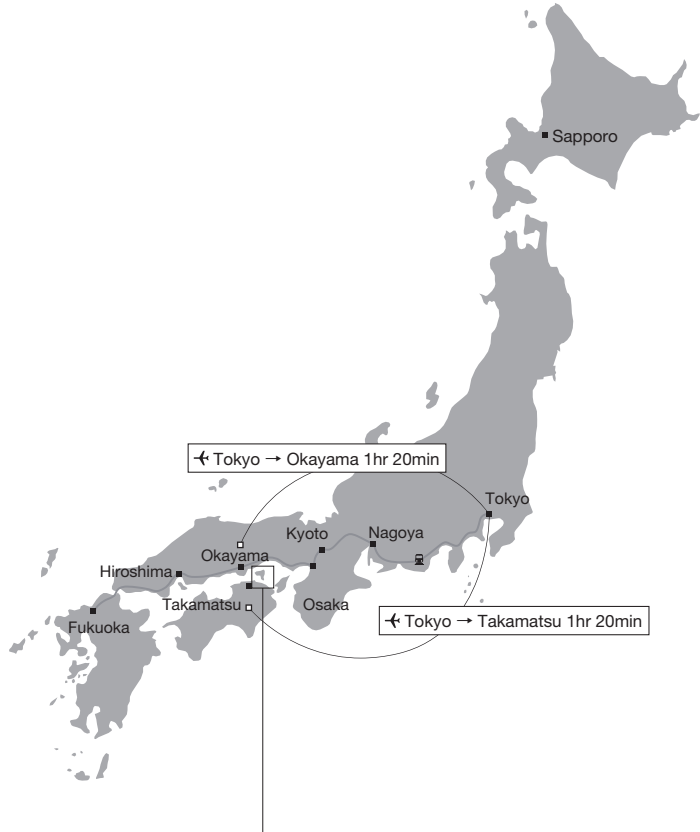 Sapporo
Tokyo → Okayama 1hr 20min
Tokyo
Kyoto
Nagoya
Okayama
Hiroshima
Takamatsu
Osaka
Tokyo → Takamatsu 1hr 20min
Fukuoka